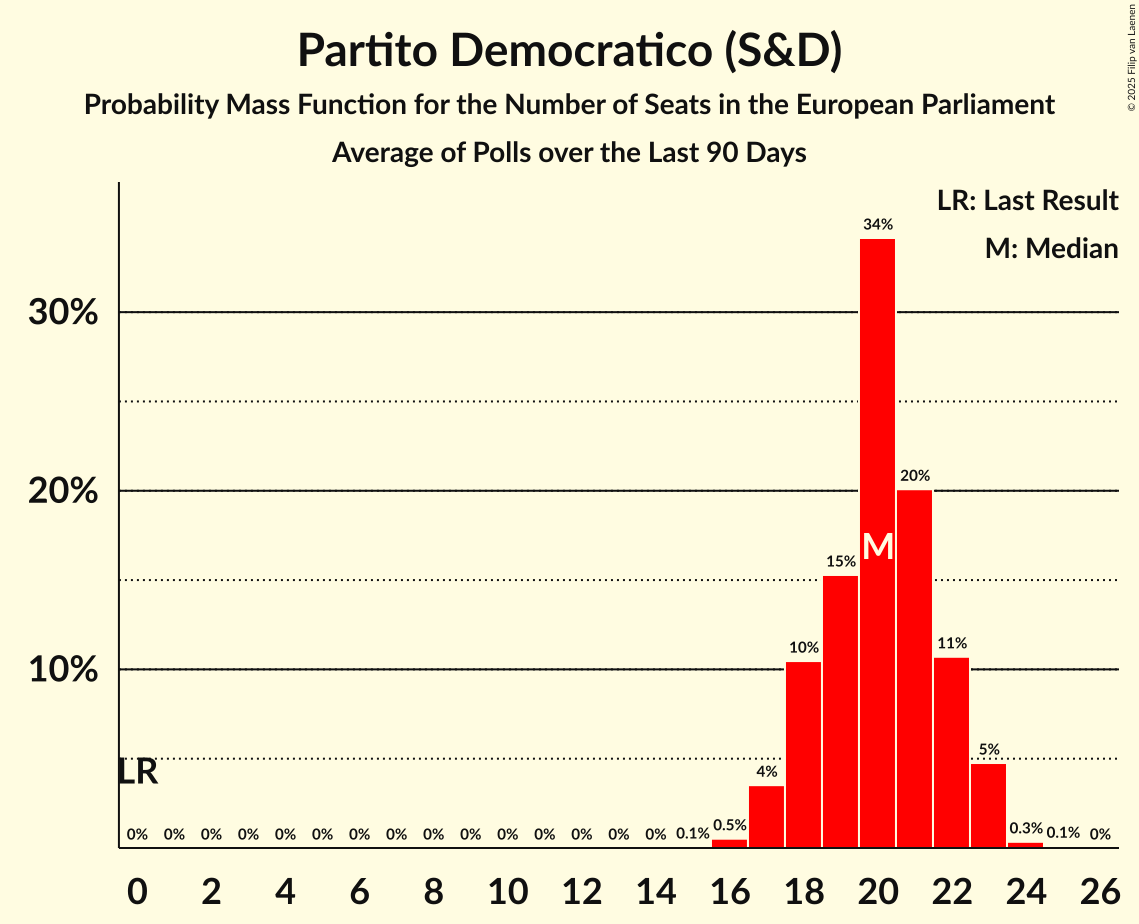 Partito Democratico (S&D)
Probability Mass Function for the Number of Seats in the European Parliament
Average of Polls over the Last 90 Days
© 2025 Filip van Laenen
LR: Last Result
M: Median
34%
30%
20%
20%
M
15%
10%
11%
10%
5%
LR
4%
0% 0% 0% 0% 0% 0% 0% 0% 0% 0% 0% 0% 0% 0% 0% 0.1% 0.5% 0.3% 0.1% 0%
0 2 4 6 8 10 12 14 16 18 20 22 24 26